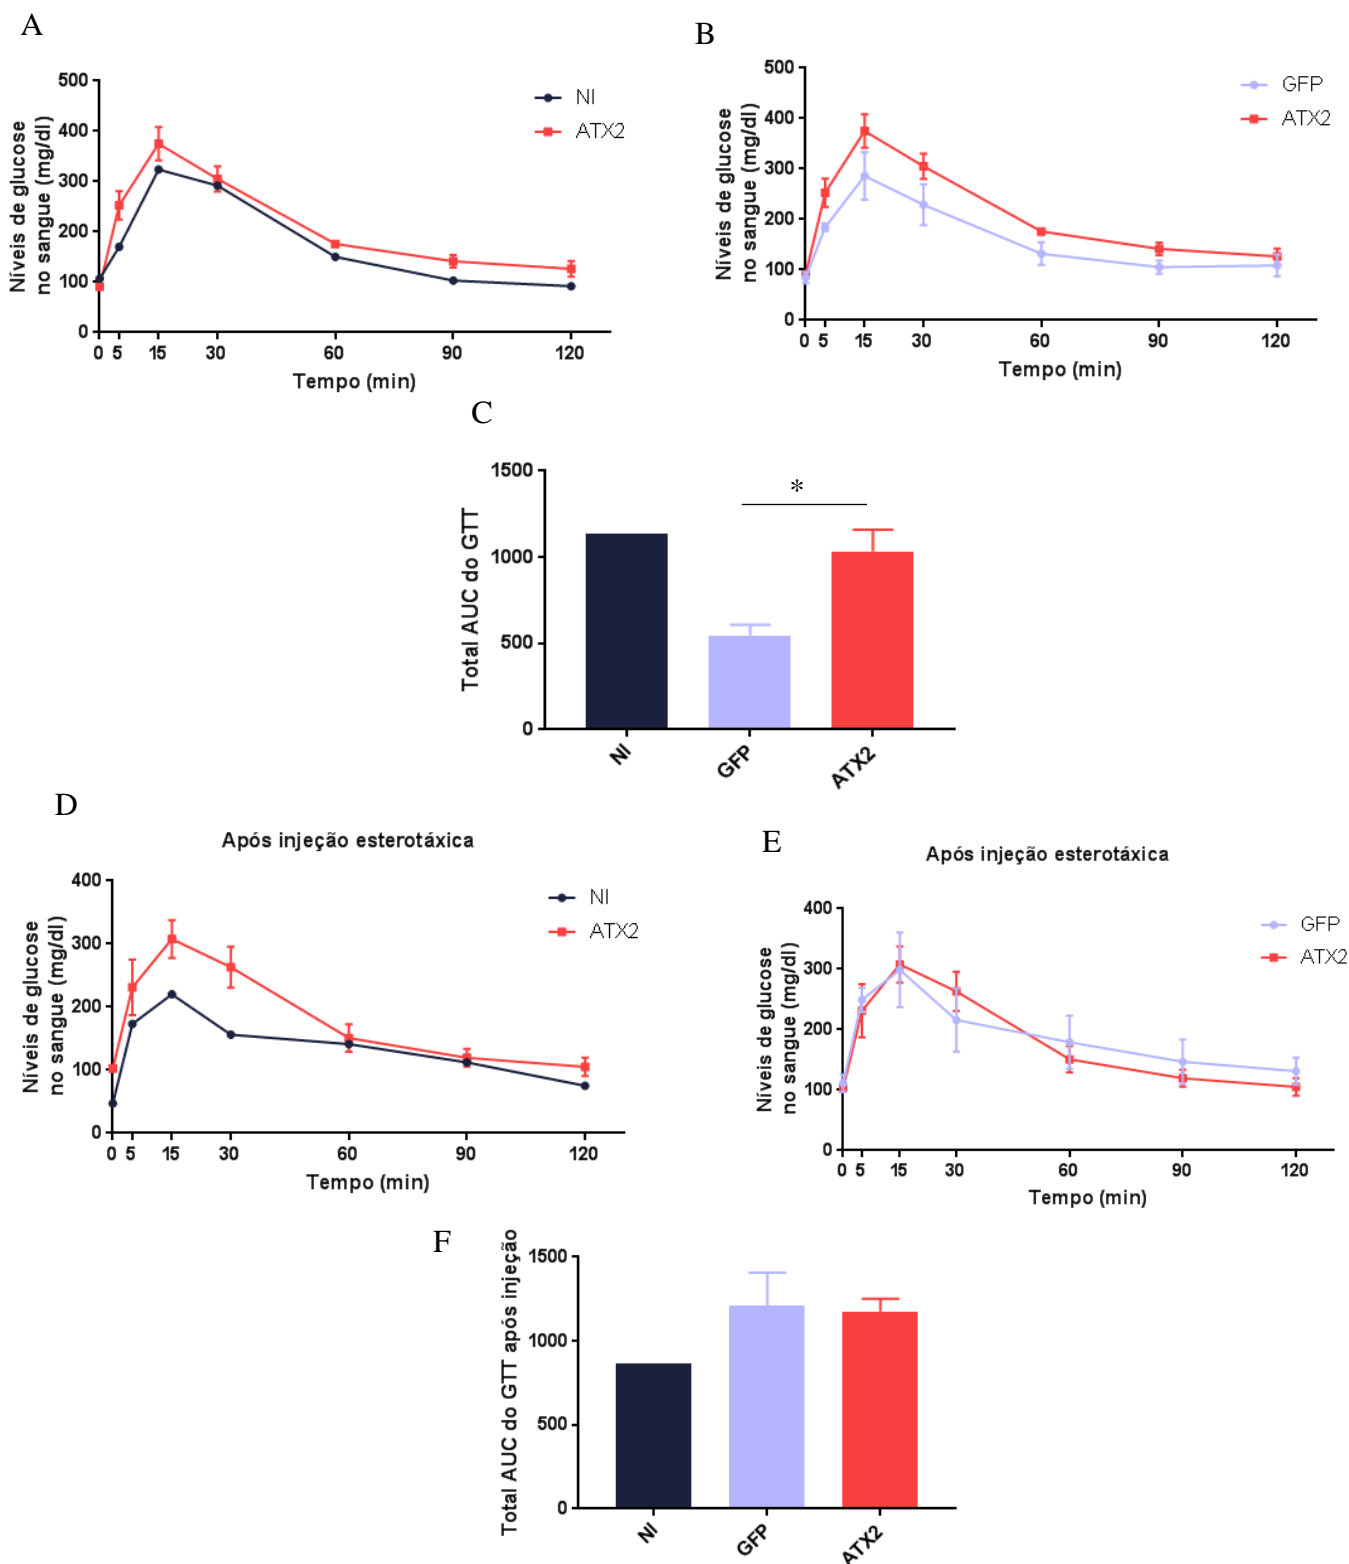 A
B
500
400
300
200
100
0
Níveis de glucose
no sangue (mg/dl)
NI
ATX2
0 5 15 30 60 90 120
Tempo (min)
500
400
300
200
100
0
Níveis de glucose
no sangue (mg/dl)
GFP
ATX2
0 5 15 30 60 90 120
Tempo (min)
C
1500
1000
500
0
Total AUC do GTT
*
NI
GFP
ATX2
D
Após injeção esterotáxica
400
300
200
100
0
Níveis de glucose
no sangue (mg/dl)
NI
ATX2
0 5 15 30 60 90 120
Tempo (min)
E
Após injeção esterotáxica
400
300
200
100
0
Níveis de glucose
no sangue (mg/dl)
GFP
ATX2
0 5 15 30 60 90 120
Tempo (min)
F
1500
1000
500
0
Total AUC do GTT após injeção
NI
GFP
ATX2